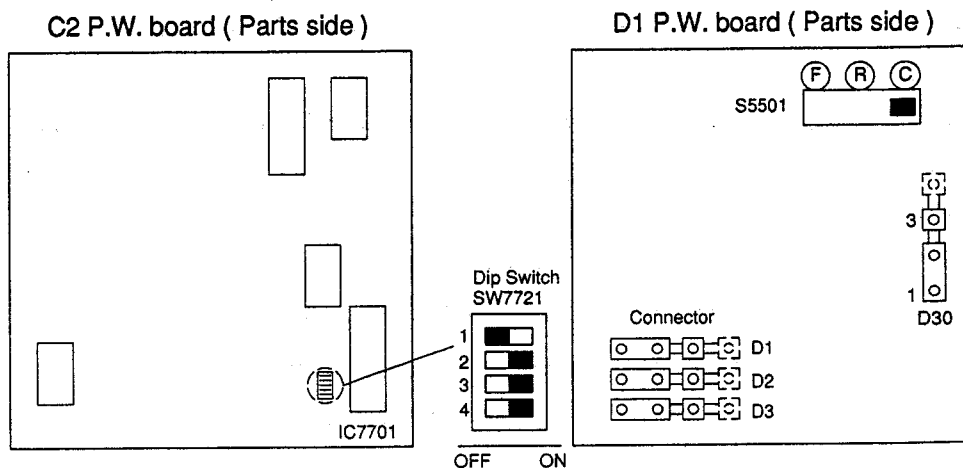 C2 P.W. board ( Parts side )
IC7701
Dip Switch
SW7721
1
2
3
4
OFF ON
D1 P.W. board ( Parts side )
F R C
S5501
3
1
D30
Connector
D1
D2
D3